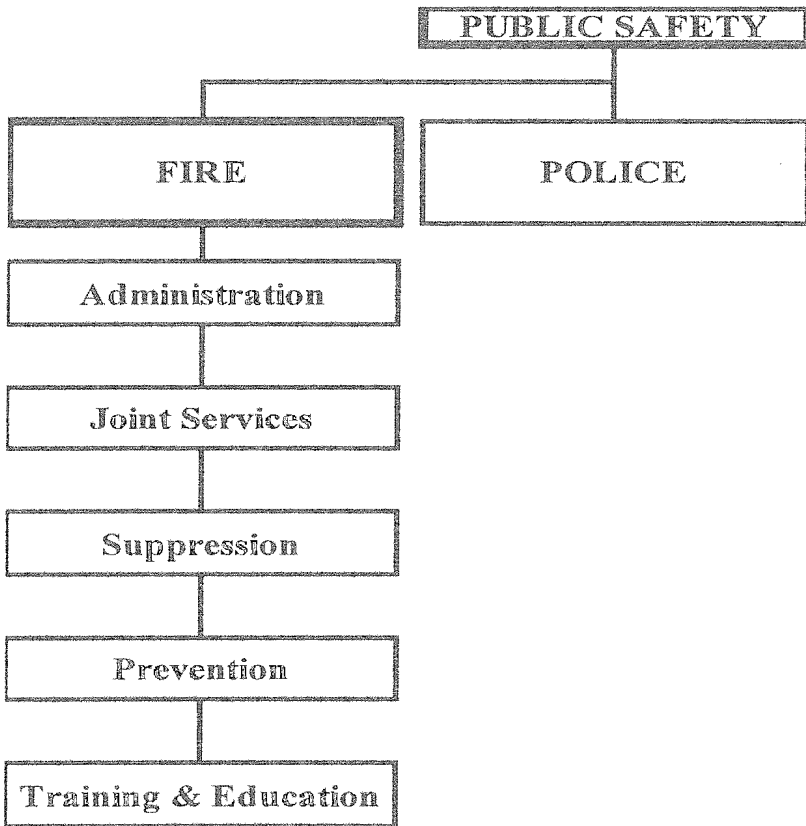 PUBLIC SAFETY
FIRE
POLICE
Administration
Joint Services
Suppression
Prevention
Training & Education